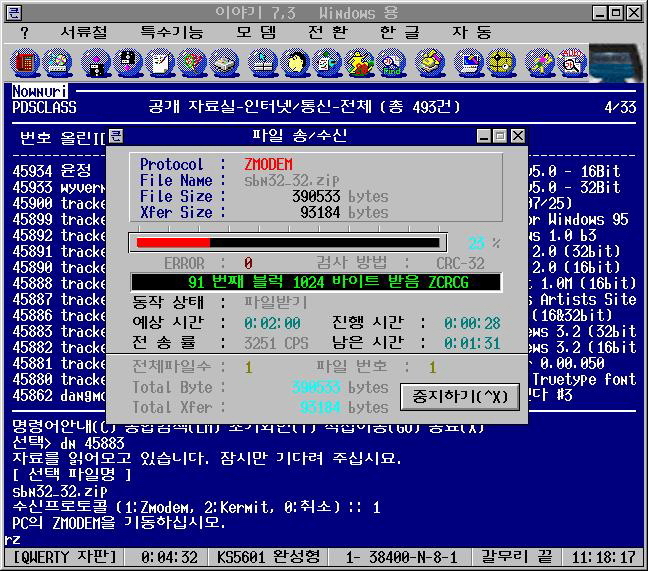 이야기 7,3 Windows 용
? 서류철 특수기능 모 뎀 전 환 한 글 자 동
Nownuri
PDSCLASS 공개 자료실-인터넷/통신-전체 (총 493건) 4/33
번호 올린ID
파일 송/수신
Protocol : ZMODEM
File Name : sbn32_32.zip
File Size : 390533 bytes
Xfer Size : 93184 bytes
23 %
ERROR : 0 검사 방법 : CRC-32
91 번째 블럭 1024 바이트 받음 ZCRCG
동작 상태 : 파일받기
예상 시간 : 0:02:00 진행 시간 : 0:00:28
전 송 률 : 3251 CPS 남은 시간 : 0:01:31
전체파일수 : 1 파일 번호 : 1
Total Byte : 390533 bytes
Total Xfer : 93184 bytes
중지하기(^X)
45934 윤정 v5.0 - 16Bit
45933 wyvern v5.0 - 32Bit
45900 tracke 07/25)
45899 tracke or Windows 95
45898 tracke ws 1.0 b3
45891 tracke 2.0 (32bit)
45890 tracke 2.0 (16bit)
45888 tracke t 1.0M (16bit)
45887 tracke s Artists Site
45886 tracke (16&32bit)
45883 tracke ews 3.2 (32bit
45882 tracke ews 3.2 (16bit
45881 tracke r 0.00.050
45880 tracke Truetype font
45862 dangmo 다 #3
선택> dn 45883
자료를 읽어오고 있습니다. 잠시만 기다려 주십시요.
[ 선택 파일명 ]
sbn32_32.zip
수신프로토콜 (1:Zmodem, 2:Kermit, 0:취소) :: 1
PC의 ZMODEM을 기동하십시모.
rz
[QWERTY 자판] 0:04:32 KS5601 완성형 1- 38400-N-8-1 갈무리 끝 11:18:17